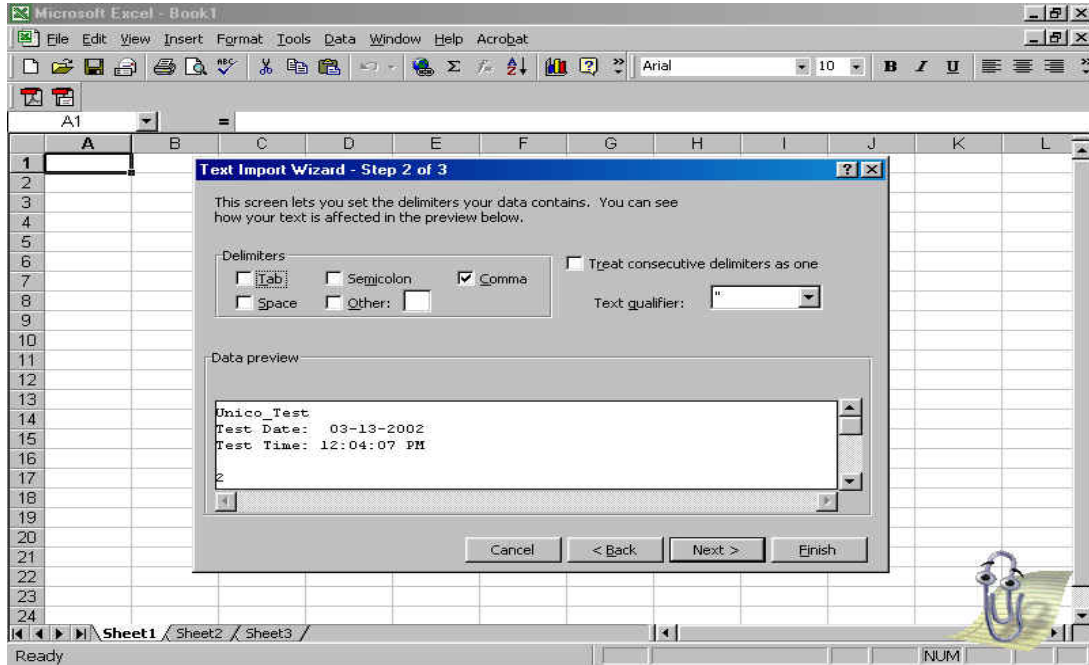 Microsoft Excel - Book1
File Edit View Insert Format Tools Data Window Help Acrobat
Arial 10 B I U
A1 =
A B C D E F G H I J K L
1
2
3
4
5
6
7
8
9
10
11
12
13
14
15
16
17
18
19
20
21
22
23
24
Text Import Wizard - Step 2 of 3
This screen lets you set the delimiters your data contains. You can see
how your text is affected in the preview below.
Delimiters
Tab Semicolon Comma
Space Other:
Treat consecutive delimiters as one
Text qualifier: "
Data preview
Unico_Test
Test Date: 03-13-2002
Test Time: 12:04:07 PM
2
Cancel < Back Next > Finish
Sheet1 Sheet2 Sheet3
Ready NUM